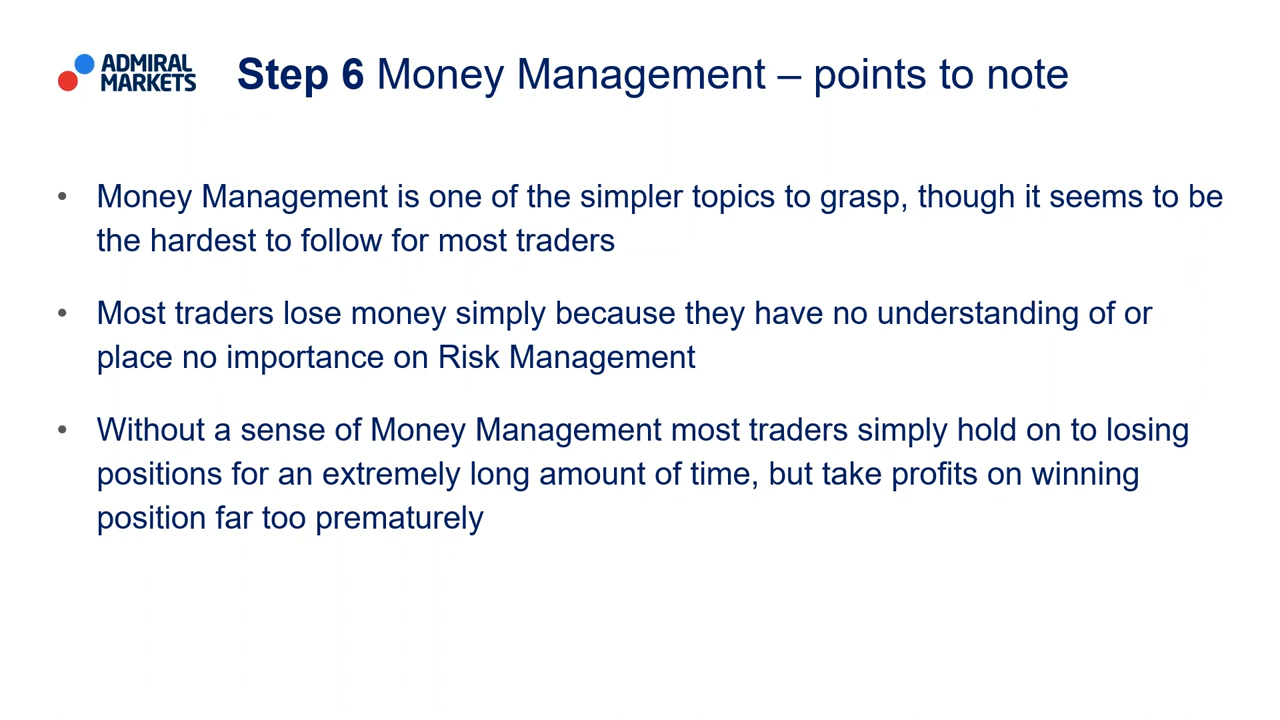 ADMIRAL
MARKETS
Step 6 Money Management – points to note
• Money Management is one of the simpler topics to grasp, though it seems to be
the hardest to follow for most traders
• Most traders lose money simply because they have no understanding of or
place no importance on Risk Management
• Without a sense of Money Management most traders simply hold on to losing
positions for an extremely long amount of time, but take profits on winning
position far too prematurely